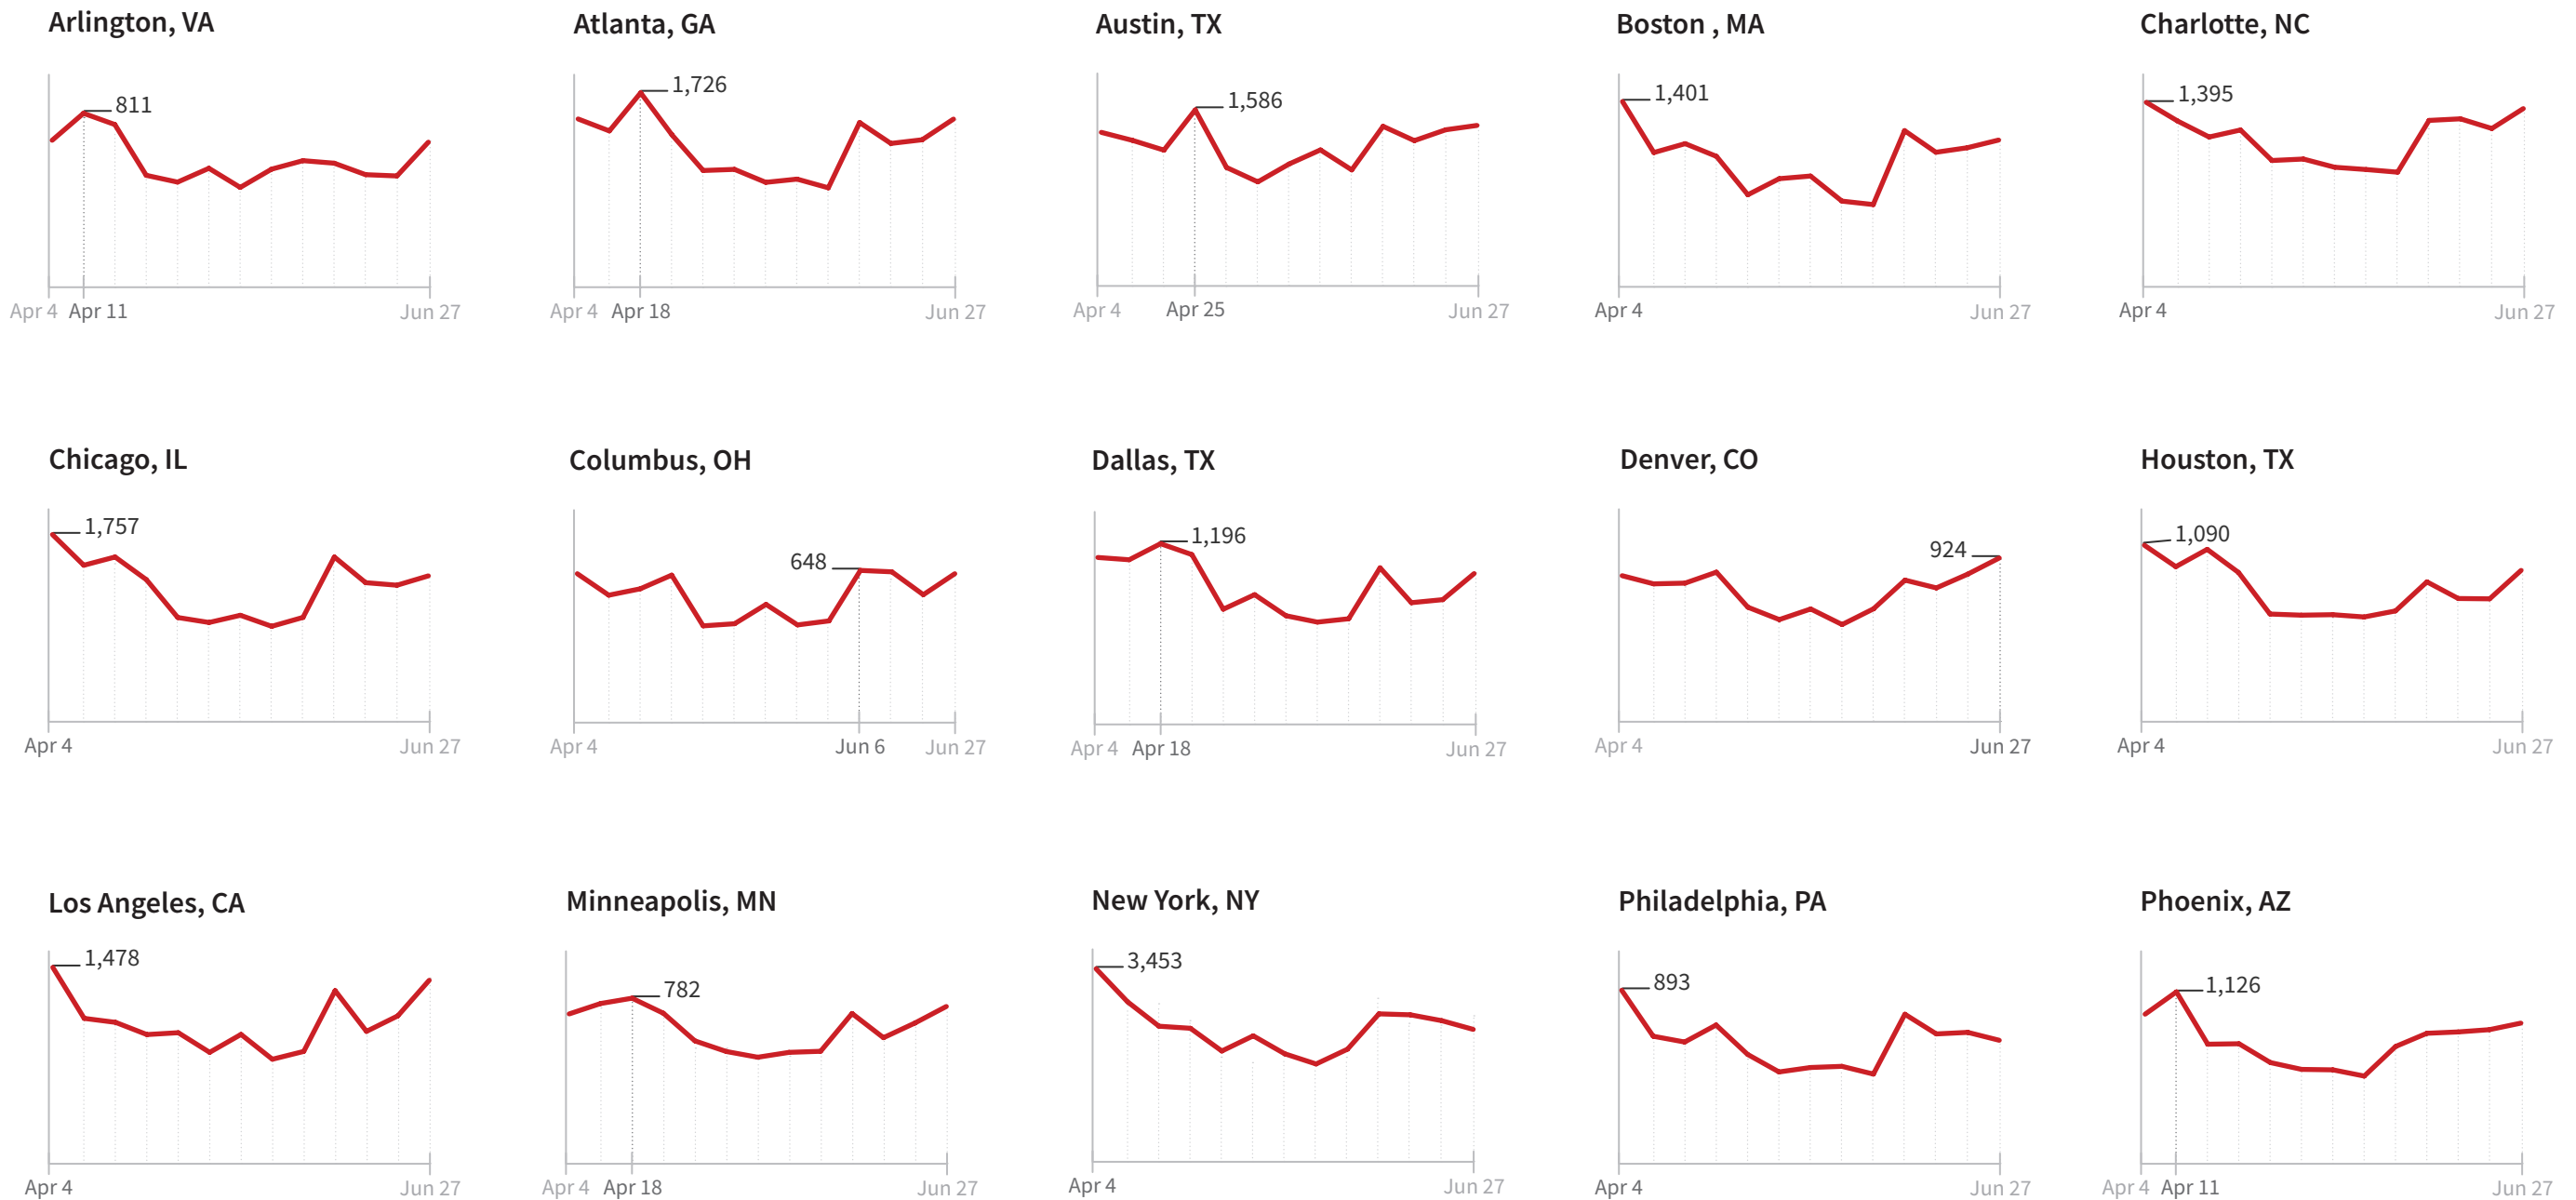 Arlington, VA
811
Apr 4 Apr 11 Jun 27
Atlanta, GA
1,726
Apr 4 Apr 18 Jun 27
Austin, TX
1,586
Apr 4 Apr 25 Jun 27
Boston , MA
1,401
Apr 4 Jun 27
Charlotte, NC
1,395
Apr 4 Jun 27
Chicago, IL
1,757
Apr 4 Jun 27
Columbus, OH
648
Apr 4 Jun 6 Jun 27
Dallas, TX
1,196
Apr 4 Apr 18 Jun 27
Denver, CO
924
Apr 4 Jun 27
Houston, TX
1,090
Apr 4 Jun 27
Los Angeles, CA
1,478
Apr 4 Jun 27
Minneapolis, MN
782
Apr 4 Apr 18 Jun 27
New York, NY
3,453
Apr 4 Jun 27
Philadelphia, PA
893
Apr 4 Jun 27
Phoenix, AZ
1,126
Apr 4 Apr 11 Jun 27